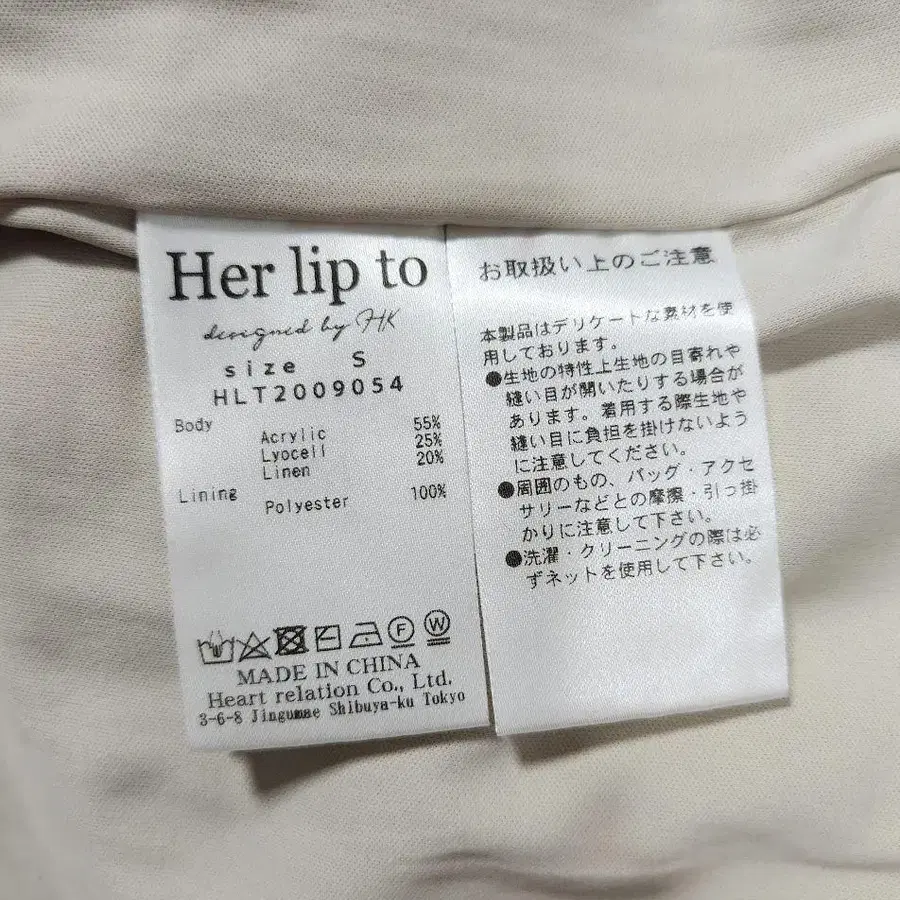 Her lip to
designed by HK
size S
HLT2009054
Body
Acrylic 55%
Lyocell 25%
Linen 20%
Lining
Polyester 100%
F W
MADE IN CHINA
Heart relation Co., Ltd.
3-6-8 Jingumae Shibuya-ku Tokyo
お取扱い上のご注意
本製品はデリケートな素材を使
用しております。
●生地の特性上生地の目寄れや
縫い目が開いたりする場合が
あります。着用する際生地や
縫い目に負担を掛けないよう
に注意してください。
●周囲のもの、バッグ・アクセ
サリーなどとの摩擦・引っ掛
かりに注意して下さい。
●洗濯・クリーニングの際は必
ずネットを使用して下さい。